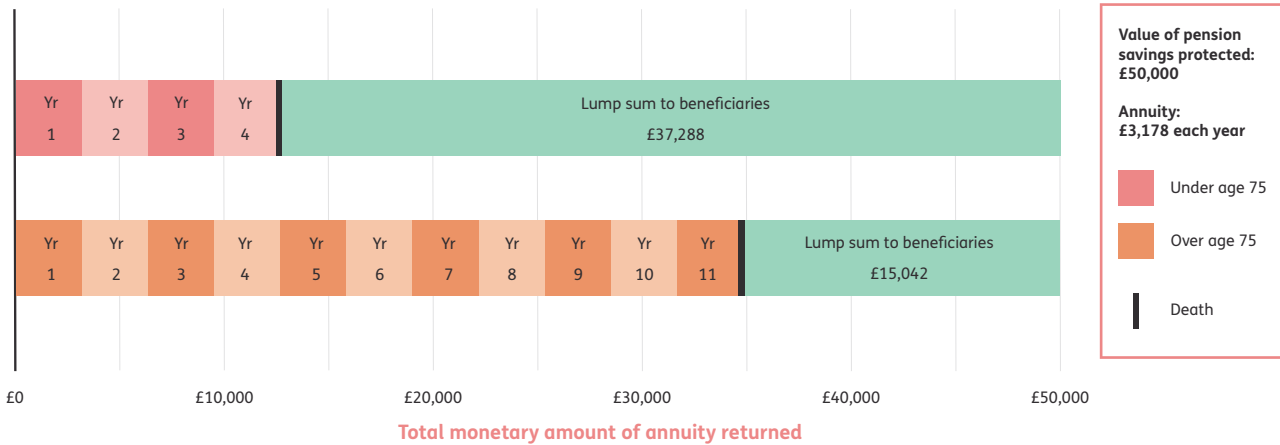 Yr
1
Yr
2
Yr
3
Yr
4
Lump sum to beneficiaries
£37,288
Yr
1
Yr
2
Yr
3
Yr
4
Yr
5
Yr
6
Yr
7
Yr
8
Yr
9
Yr
10
Yr
11
Lump sum to beneficiaries
£15,042
£0
£10,000
£20,000
£30,000
£40,000
£50,000
Total monetary amount of annuity returned
Value of pension
savings protected:
£50,000
Annuity:
£3,178 each year
Under age 75
Over age 75
Death